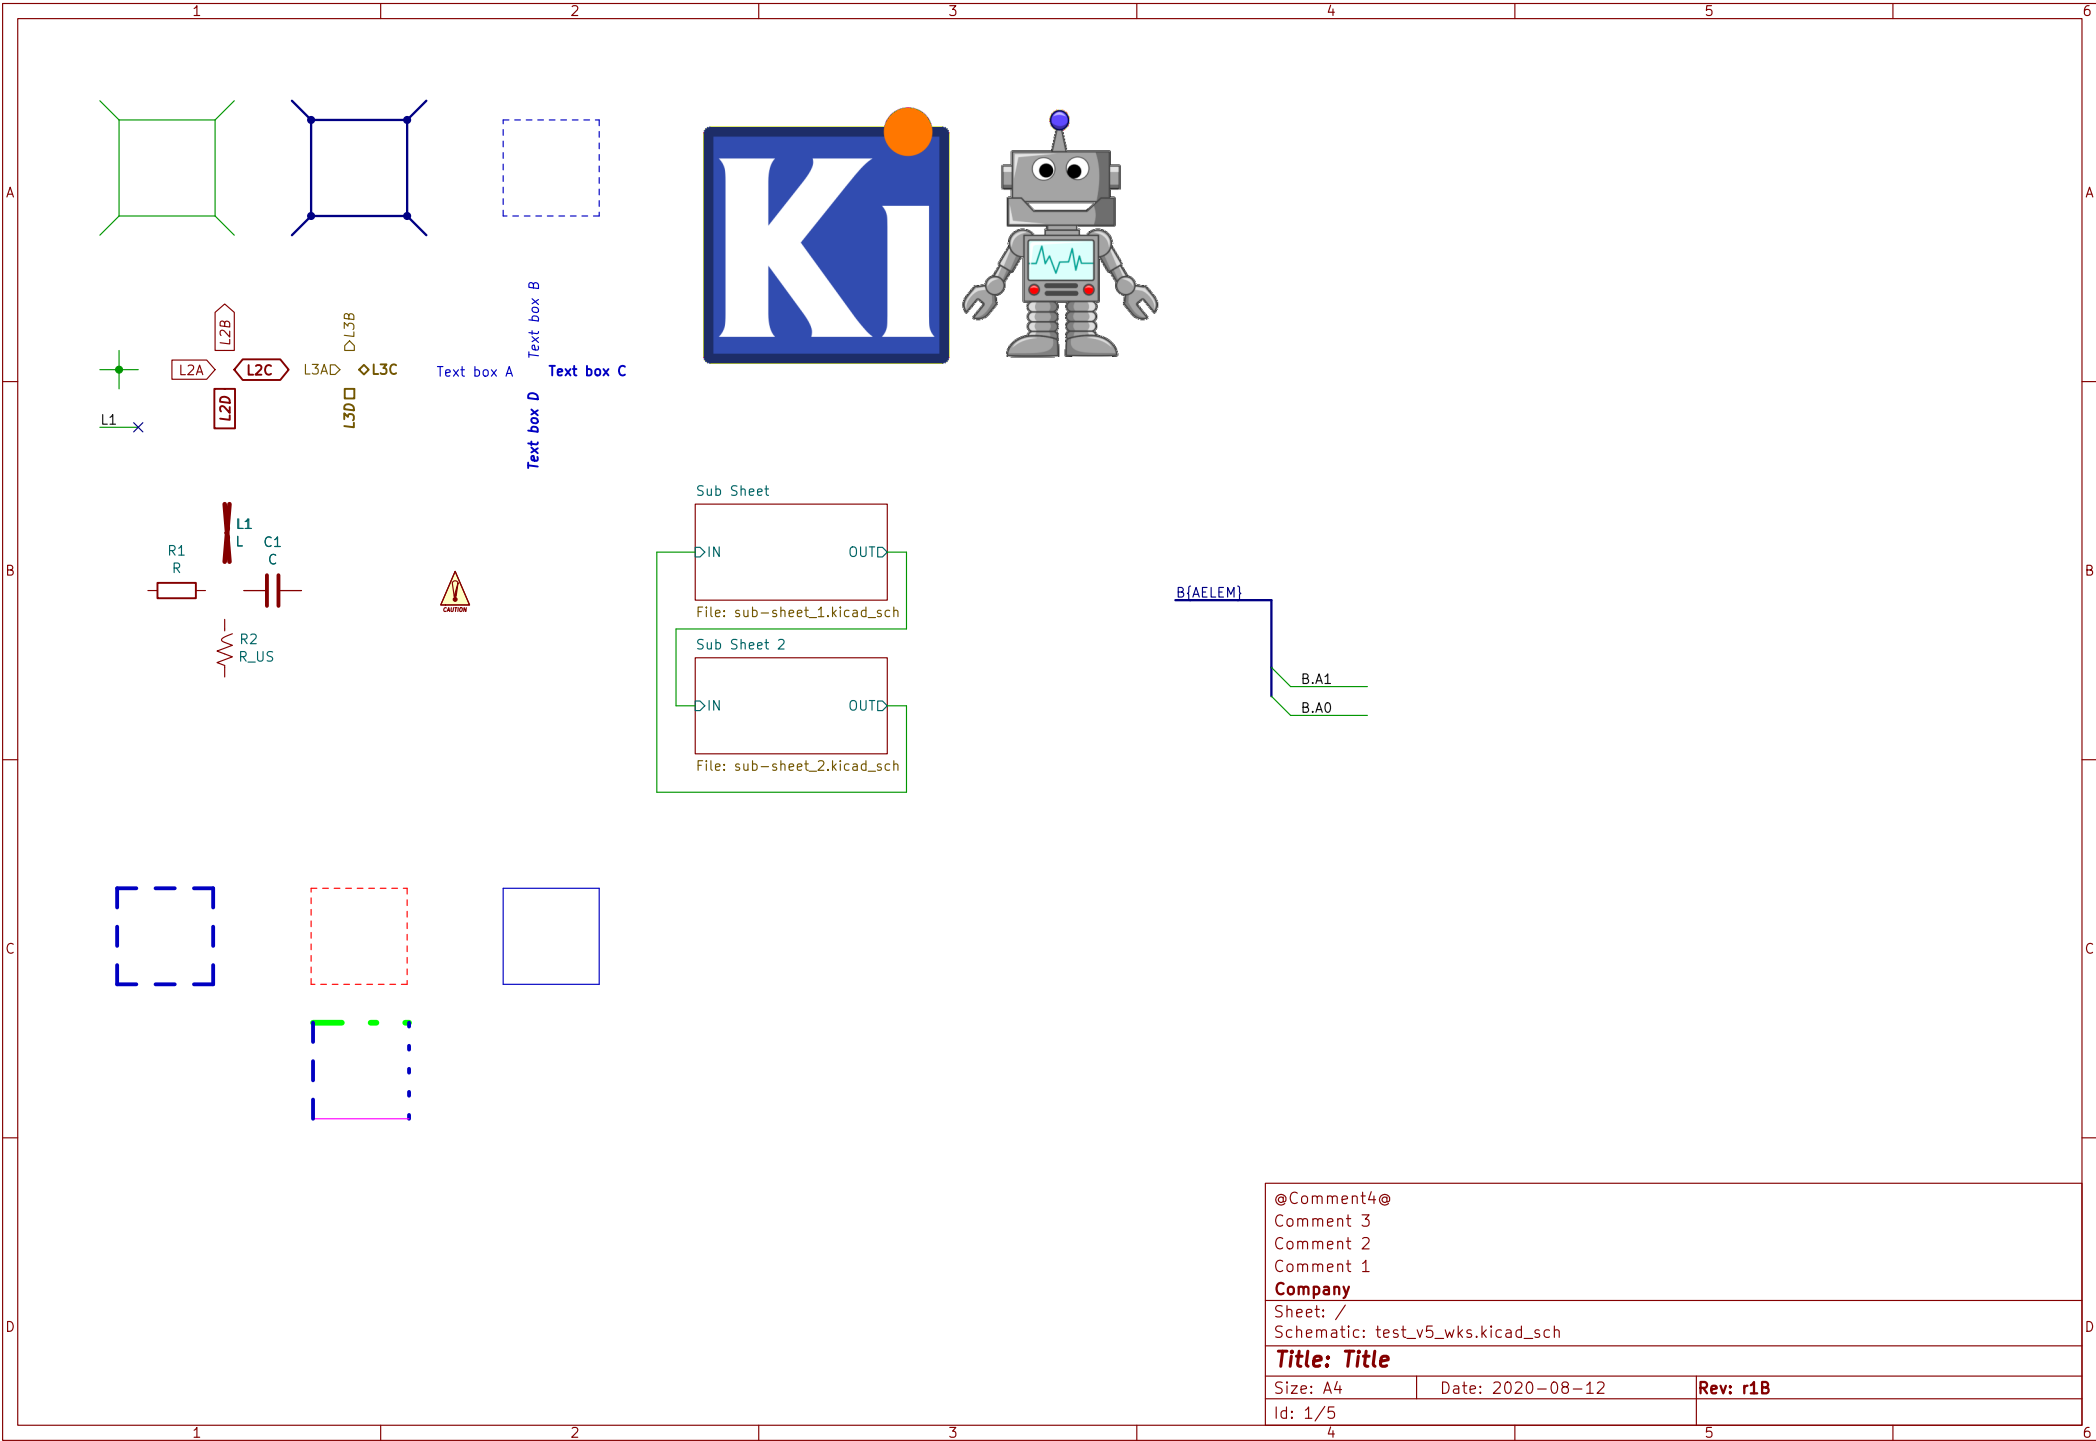 1 2 3 4 5 6
A A
Ki
L2B
L3B
Text box B
L2A
L2C
L3A
L3C
Text box A
Text box C
L2D
L3D
Text box D
L1
Sub Sheet
L1
L
IN OUT
C1
C
R1
R
B B
CAUTION
B{AELEM}
File: sub-sheet_1.kicad_sch
R2
R_US
Sub Sheet 2
B.A1
IN OUT
B.A0
File: sub-sheet_2.kicad_sch
C C
@Comment4@
Comment 3
Comment 2
Comment 1
Company
Sheet: /
D D
Schematic: test_v5_wks.kicad_sch
Title: Title
Size: A4 Date: 2020-08-12 Rev: r1B
Id: 1/5
1 2 3 4 5 6